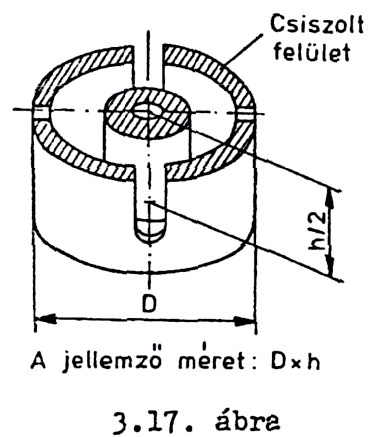 Csiszolt
felület
h/2
D
A jellemző méret: D×h
3.17. ábra